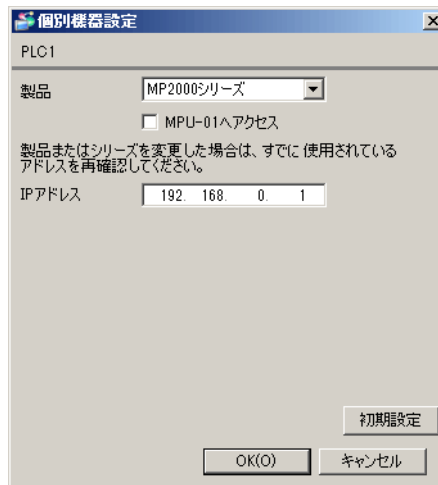 個別機器設定
PLC1
製品 MP2000シリーズ
MPU-01へアクセス
製品またはシリーズを変更した場合は、すでに使用されている
アドレスを再確認してください。
IPアドレス 192. 168. 0. 1
初期設定
OK(O) キャンセル